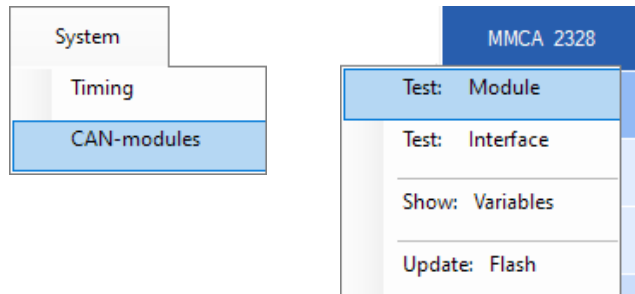 System
Timing
CAN-modules
MMCA 2328
Test: Module
Test: Interface
Show: Variables
Update: Flash